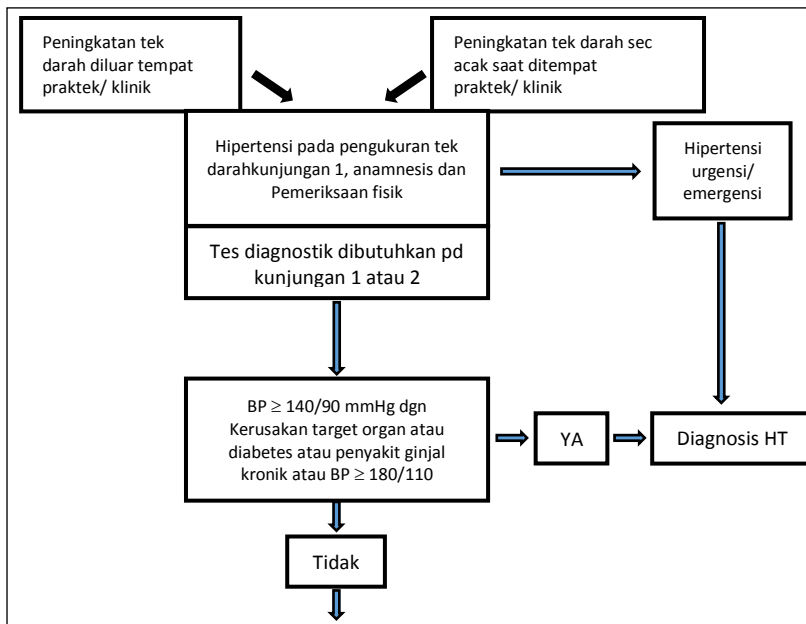 Peningkatan tek
darah diluar tempat
praktek/ klinik
Peningkatan tek darah sec
acak saat ditempat
praktek/ klinik
Hipertensi pada pengukuran tek
darahkunjungan 1, anamnesis dan
Pemeriksaan fisik
Hipertensi
urgensi/
emergensi
Tes diagnostik dibutuhkan pd
kunjungan 1 atau 2
BP ≥ 140/90 mmHg dgn
Kerusakan target organ atau
diabetes atau penyakit ginjal
kronik atau BP ≥ 180/110
YA
Diagnosis HT
Tidak